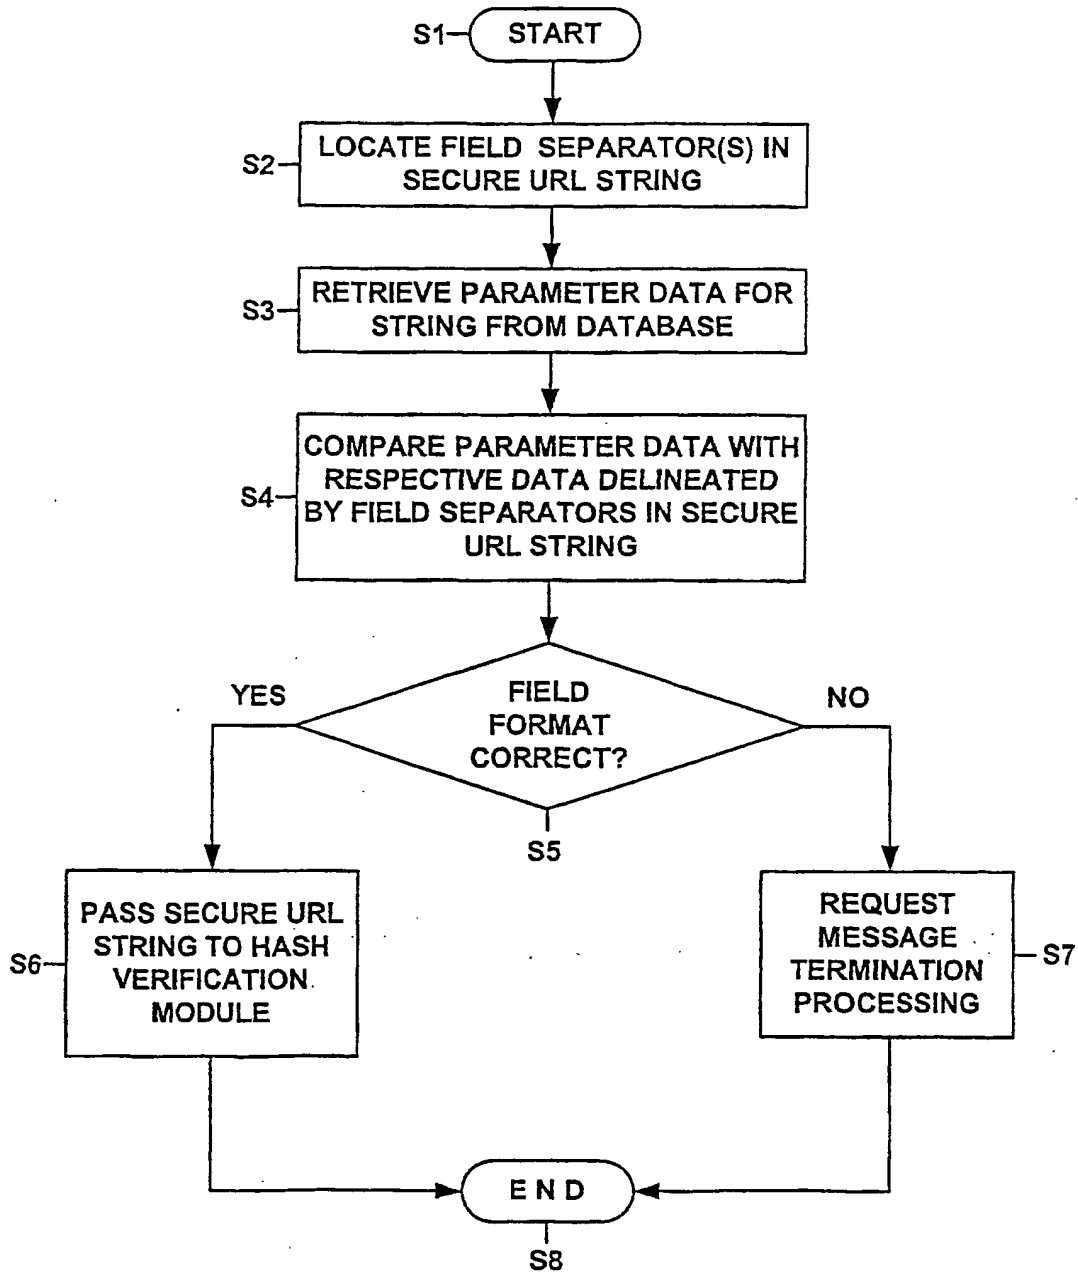 S1
START
S2
LOCATE FIELD SEPARATOR(S) IN
SECURE URL STRING
S3
RETRIEVE PARAMETER DATA FOR
STRING FROM DATABASE
S4
COMPARE PARAMETER DATA WITH
RESPECTIVE DATA DELINEATED
BY FIELD SEPARATORS IN SECURE
URL STRING
YES
FIELD
FORMAT
CORRECT?
NO
S5
S6
PASS SECURE URL
STRING TO HASH
VERIFICATION
MODULE
REQUEST
MESSAGE
TERMINATION
PROCESSING
S7
END
S8